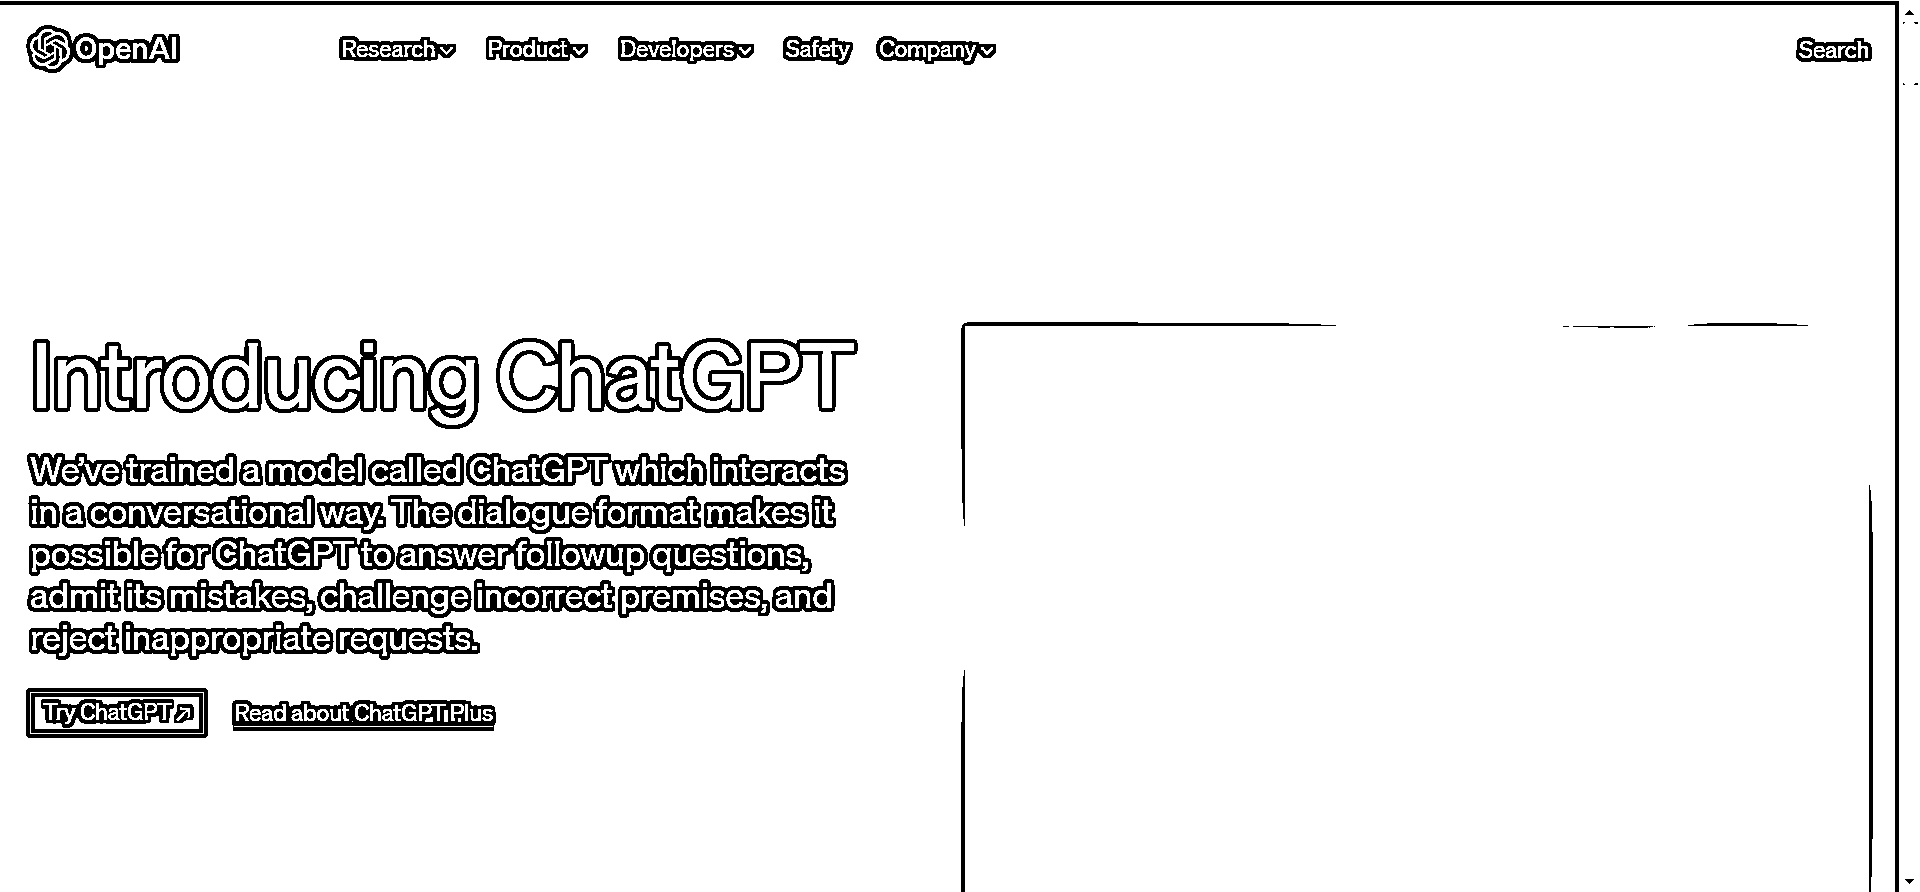 OpenAI
Research Product Developers Safety Company Search
Introducing ChatGPT
We've trained a model called ChatGPT which interacts
in a conversational way. The dialogue format makes it
possible for ChatGPT to answer followup questions,
admit its mistakes, challenge incorrect premises, and
reject inappropriate requests.
Try ChatGPT ↗ Read about ChatGPT Plus